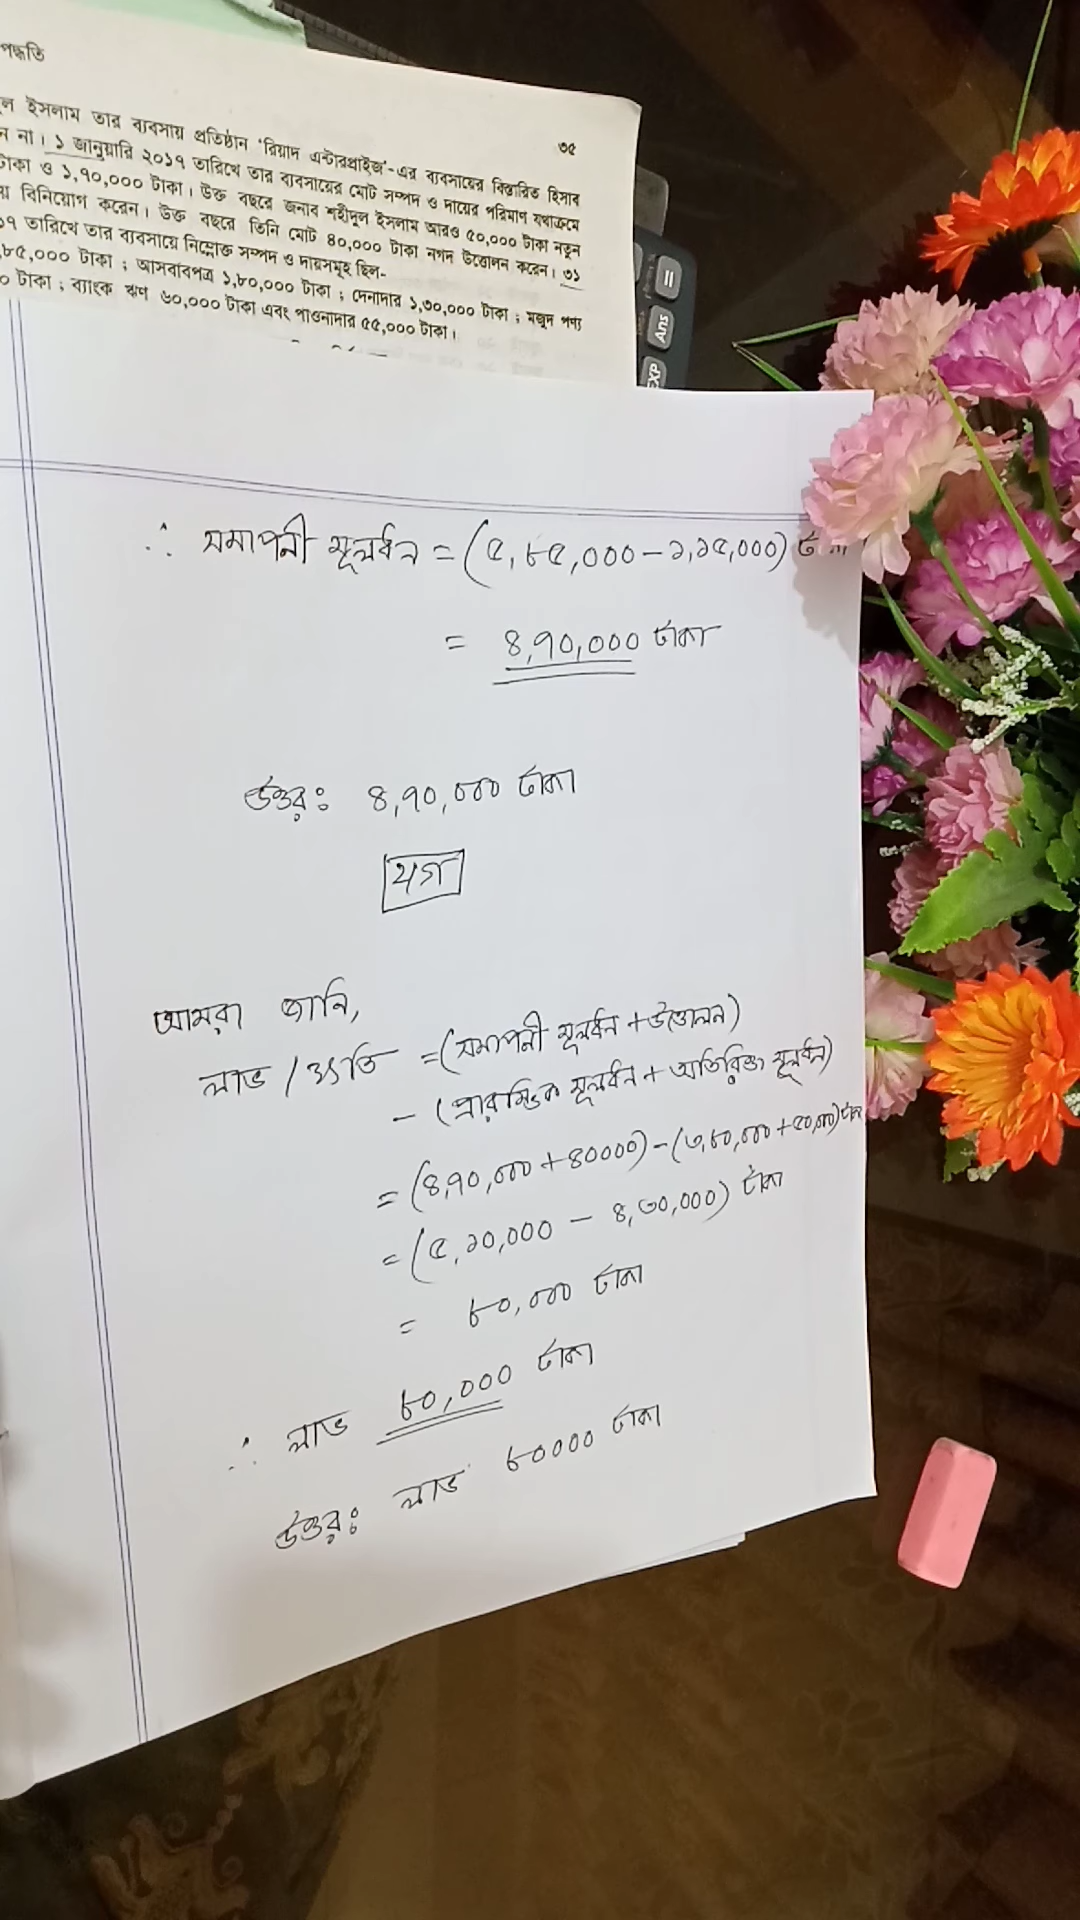 পদ্ধতি
৩৫
ল ইসলাম তার ব্যবসায় প্রতিষ্ঠান 'রিয়াদ এন্টারপ্রাইজ'-এর ব্যবসায়ের বিস্তারিত হিসাব
ন না। ১ জানুয়ারি ২০১৭ তারিখে তার ব্যবসায়ের মোট সম্পদ ও দায়ের পরিমাণ যথাক্রমে
টাকা ও ১,৭০,০০০ টাকা। উক্ত বছরে জনাব শহীদুল ইসলাম আরও ৫০,০০০ টাকা নতুন
বিনিয়োগ করেন। উক্ত বছরে তিনি মোট ৪০,০০০ টাকা নগদ উত্তোলন করেন। ৩১
১৭ তারিখে তার ব্যবসায়ে নিম্নোক্ত সম্পদ ও দায়সমূহ ছিল-
৮৫,০০০ টাকা ; আসবাবপত্র ১,৮০,০০০ টাকা ; দেনাদার ১,৩০,০০০ টাকা ; মজুদ পণ্য
০ টাকা ; ব্যাংক ঋণ ৬০,০০০ টাকা এবং পাওনাদার ৫৫,০০০ টাকা।
∴ সমাপনী মূলধন = (৫,৮৫,০০০ – ১,১৫,০০০) টাকা
= ৪,৭০,০০০ টাকা
উত্তর: ৪,৭০,০০০ টাকা
আমরা জানি,
লাভ / ক্ষতি = (সমাপনী মূলধন + উত্তোলন)
– (প্রারম্ভিক মূলধন + অতিরিক্ত মূলধন)
= (৪,৭০,০০০ + ৪০০০০) – (৩,৮০,০০০ + ৫০,০০০) টাকা
= (৫,১০,০০০ – ৪,৩০,০০০) টাকা
= ৮০,০০০ টাকা
∴ লাভ ৮০,০০০ টাকা
উত্তর: লাভ ৮০০০০ টাকা
=
Ans
EXP